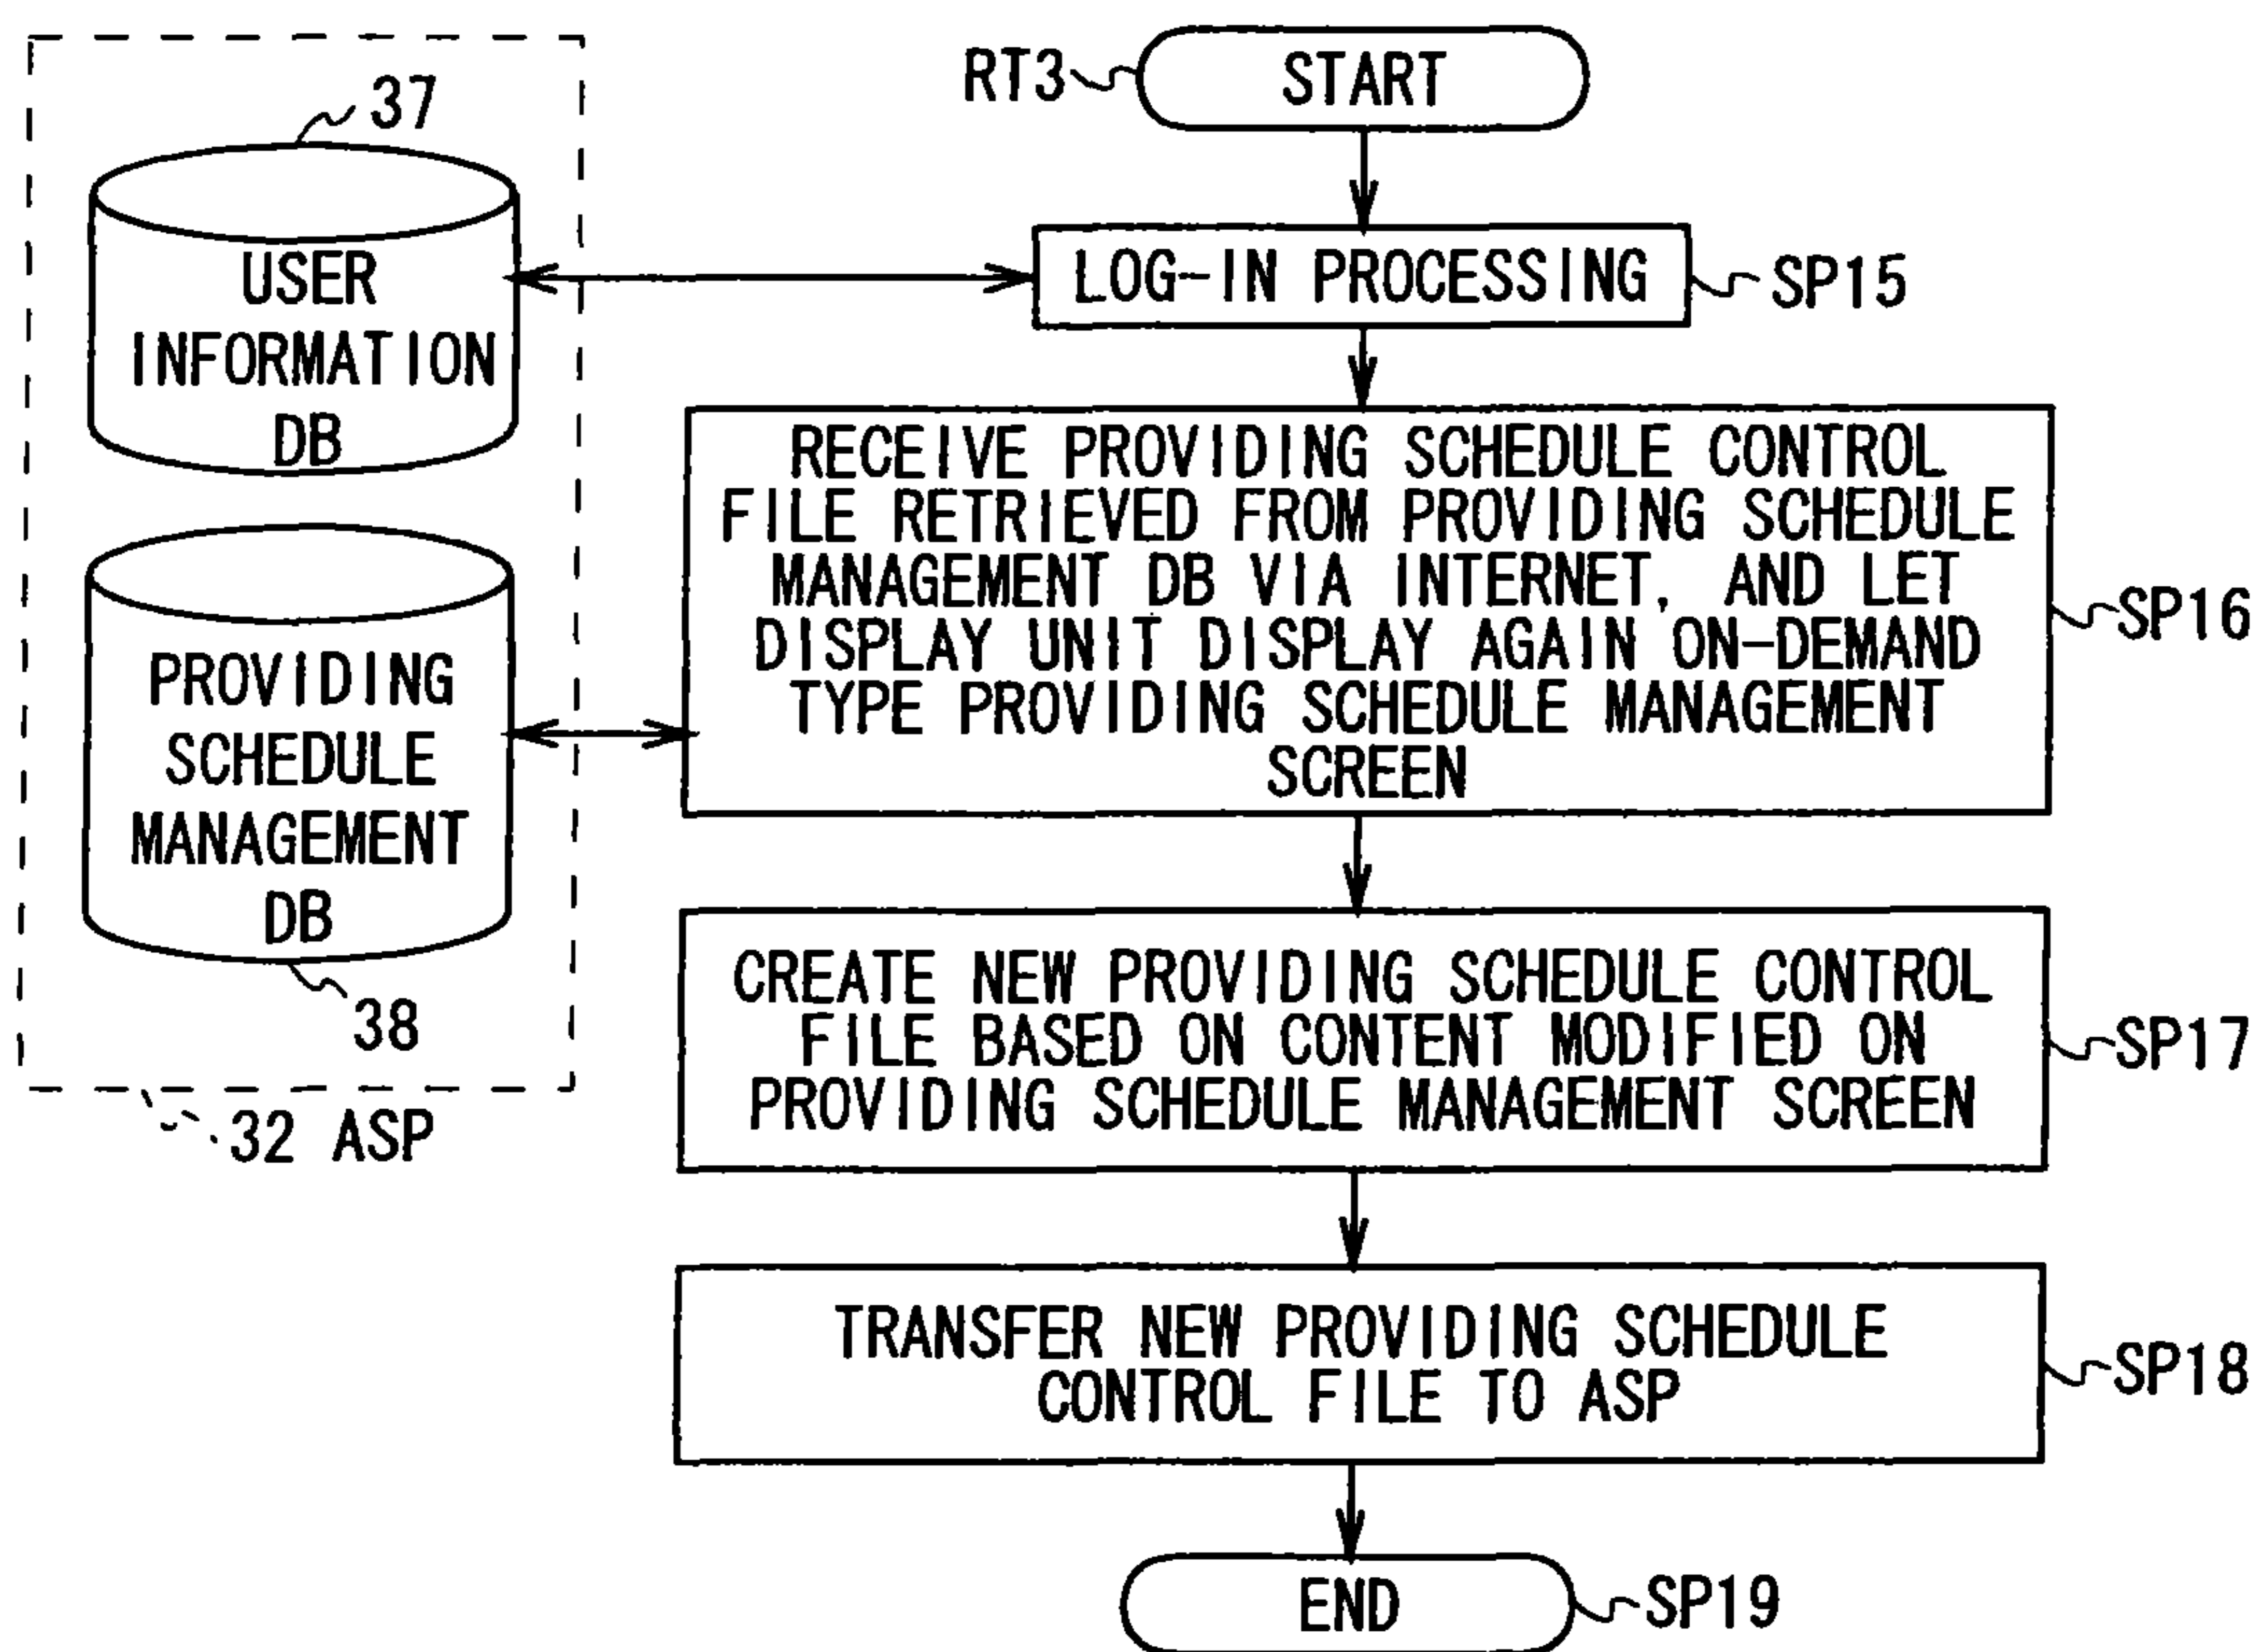 RT3
START
37
USER
INFORMATION
DB
LOG-IN PROCESSING
SP15
RECEIVE PROVIDING SCHEDULE CONTROL
FILE RETRIEVED FROM PROVIDING SCHEDULE
MANAGEMENT DB VIA INTERNET, AND LET
DISPLAY UNIT DISPLAY AGAIN ON-DEMAND
TYPE PROVIDING SCHEDULE MANAGEMENT
SCREEN
SP16
PROVIDING
SCHEDULE
MANAGEMENT
DB
38
32 ASP
CREATE NEW PROVIDING SCHEDULE CONTROL
FILE BASED ON CONTENT MODIFIED ON
PROVIDING SCHEDULE MANAGEMENT SCREEN
SP17
TRANSFER NEW PROVIDING SCHEDULE
CONTROL FILE TO ASP
SP18
END
SP19